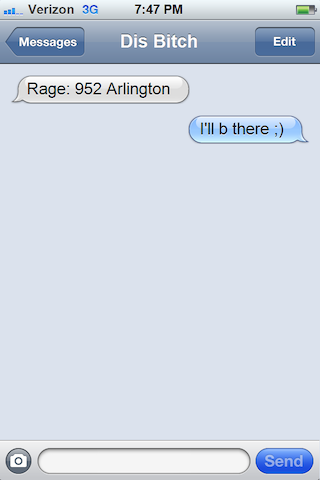 Verizon 3G 7:47 PM
Messages Dis Bitch Edit
Rage: 952 Arlington
I'll b there ;)
Send